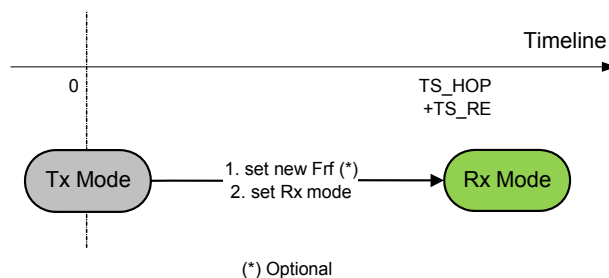 Timeline
0
TS_HOP
+TS_RE
Tx Mode
1. set new Frf (*)
2. set Rx mode
Rx Mode
(*) Optional